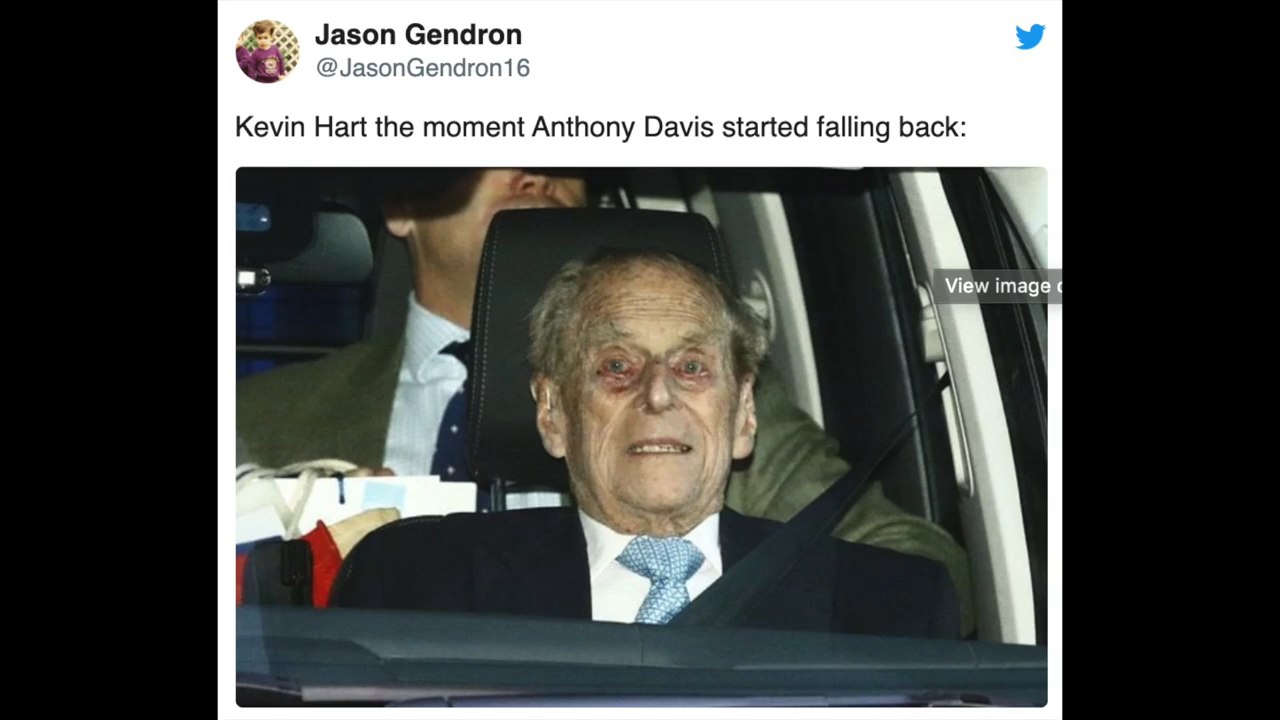 Jason Gendron
@JasonGendron16
Kevin Hart the moment Anthony Davis started falling back:
View image